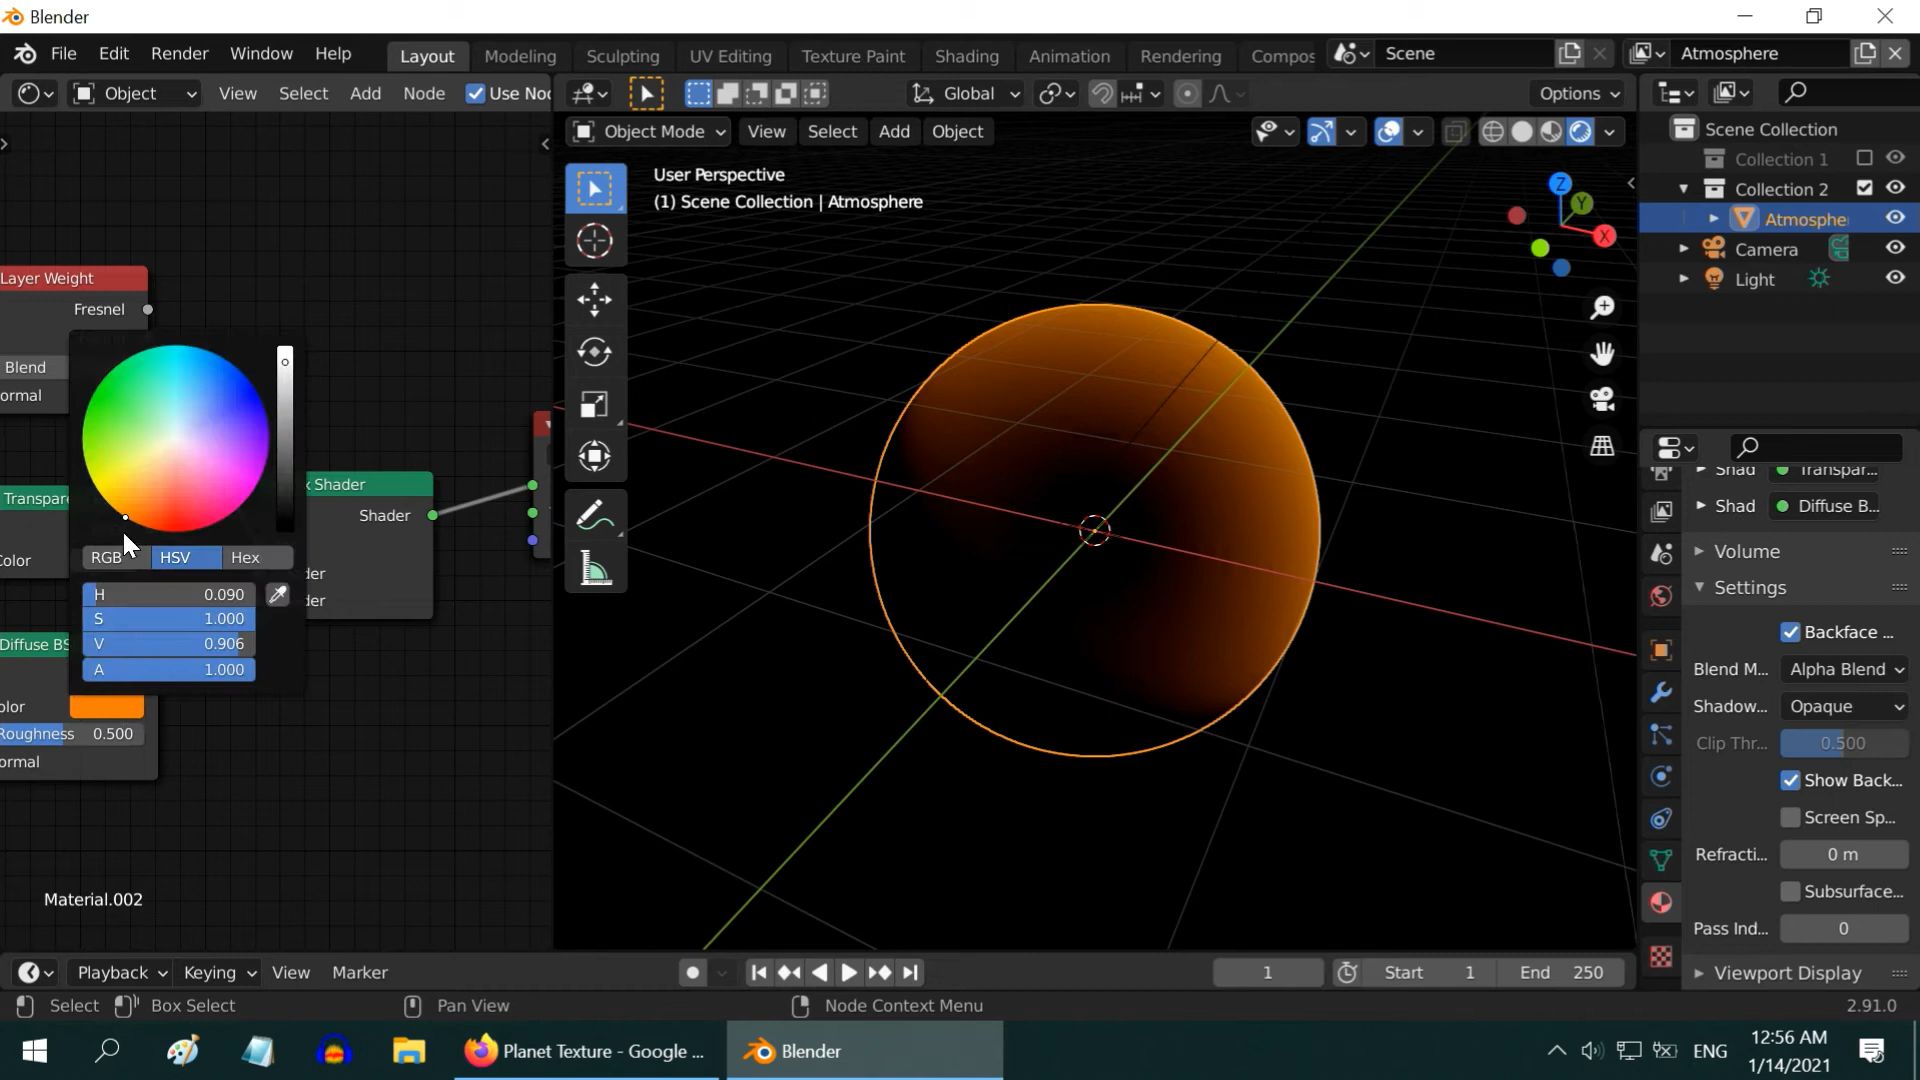 Blender
File Edit Render Window Help Layout Modeling Sculpting UV Editing Texture Paint Shading Animation Rendering Compos Scene Atmosphere
Object View Select Add Node Use Noc Global Options
Object Mode View Select Add Object
User Perspective
(1) Scene Collection | Atmosphere
Z
Y
X
Scene Collection
Collection 1
Collection 2
Atmosphe
Camera
Light
Layer Weight
Fresnel
Blend
ormal
Transpare
x Shader
Shader
olor
der
der
RGB HSV Hex
H 0.090
S 1.000
V 0.906
A 1.000
Diffuse BS
olor
Roughness 0.500
ormal
Material.002
Shad Transpar...
Shad Diffuse B...
Volume
Settings
Backface ...
Blend M... Alpha Blend
Shadow... Opaque
Clip Thr... 0.500
Show Back...
Screen Sp...
Refracti... 0 m
Subsurface...
Pass Ind... 0
Viewport Display
Playback Keying View Marker 1 Start 1 End 250
Select Box Select Pan View Node Context Menu 2.91.0
Planet Texture - Google ... Blender ENG 12:56 AM
1/14/2021